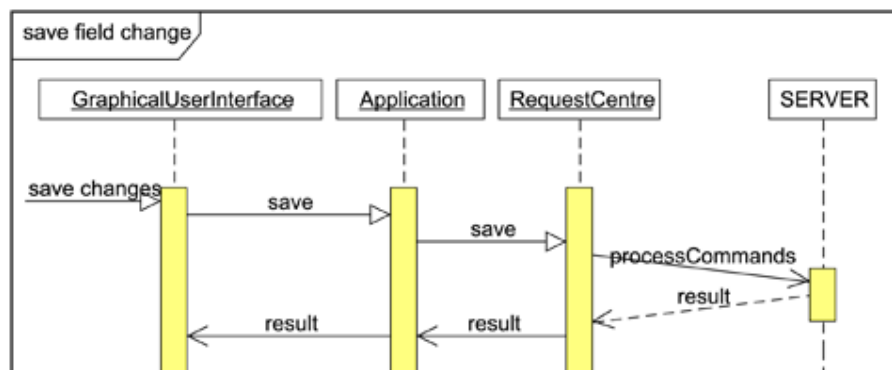 save field change
GraphicalUserInterface
Application
RequestCentre
SERVER
save changes
save
save
processCommands
result
result
result